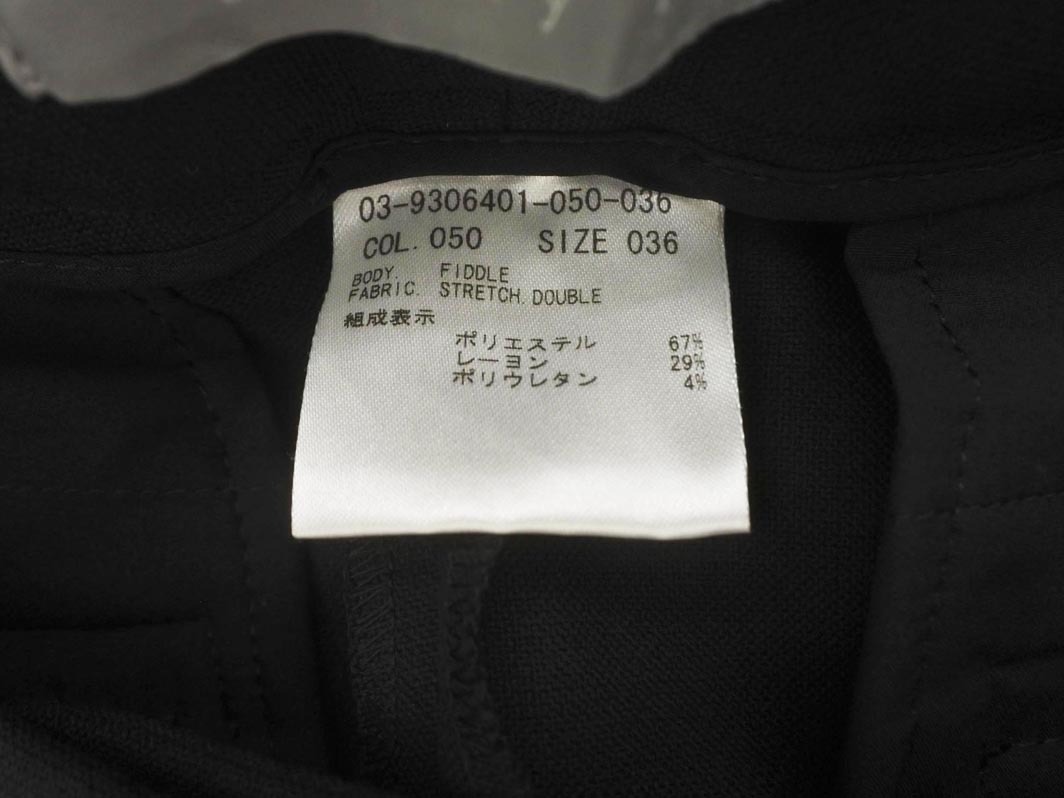 03-9306401-050-036
COL. 050 SIZE 036
BODY. FIDDLE
FABRIC. STRETCH. DOUBLE
組成表示
ポリエステル 67%
レーヨン 29%
ポリウレタン 4%